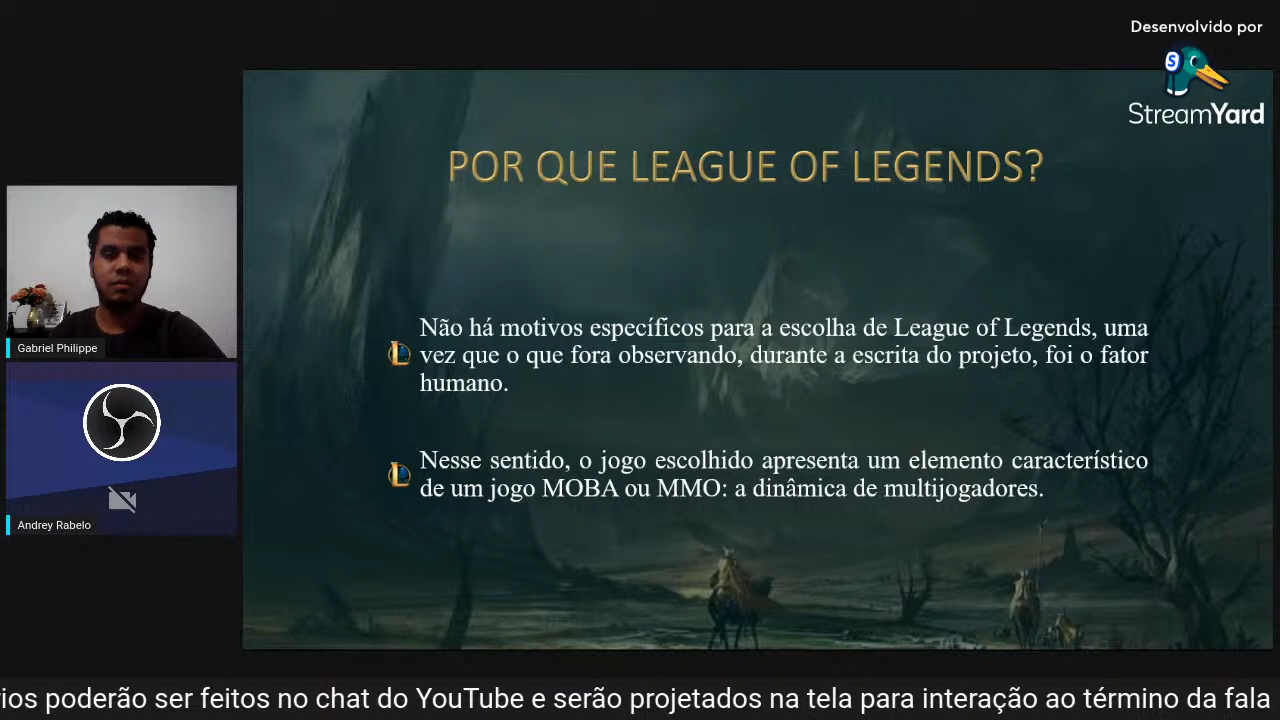 Desenvolvido por
StreamYard
POR QUE LEAGUE OF LEGENDS?
Não há motivos específicos para a escolha de League of Legends, uma
vez que o que fora observando, durante a escrita do projeto, foi o fator
humano.
Nesse sentido, o jogo escolhido apresenta um elemento característico
de um jogo MOBA ou MMO: a dinâmica de multijogadores.
Gabriel Philippe
Andrey Rabelo
ios poderão ser feitos no chat do YouTube e serão projetados na tela para interação ao término da fala